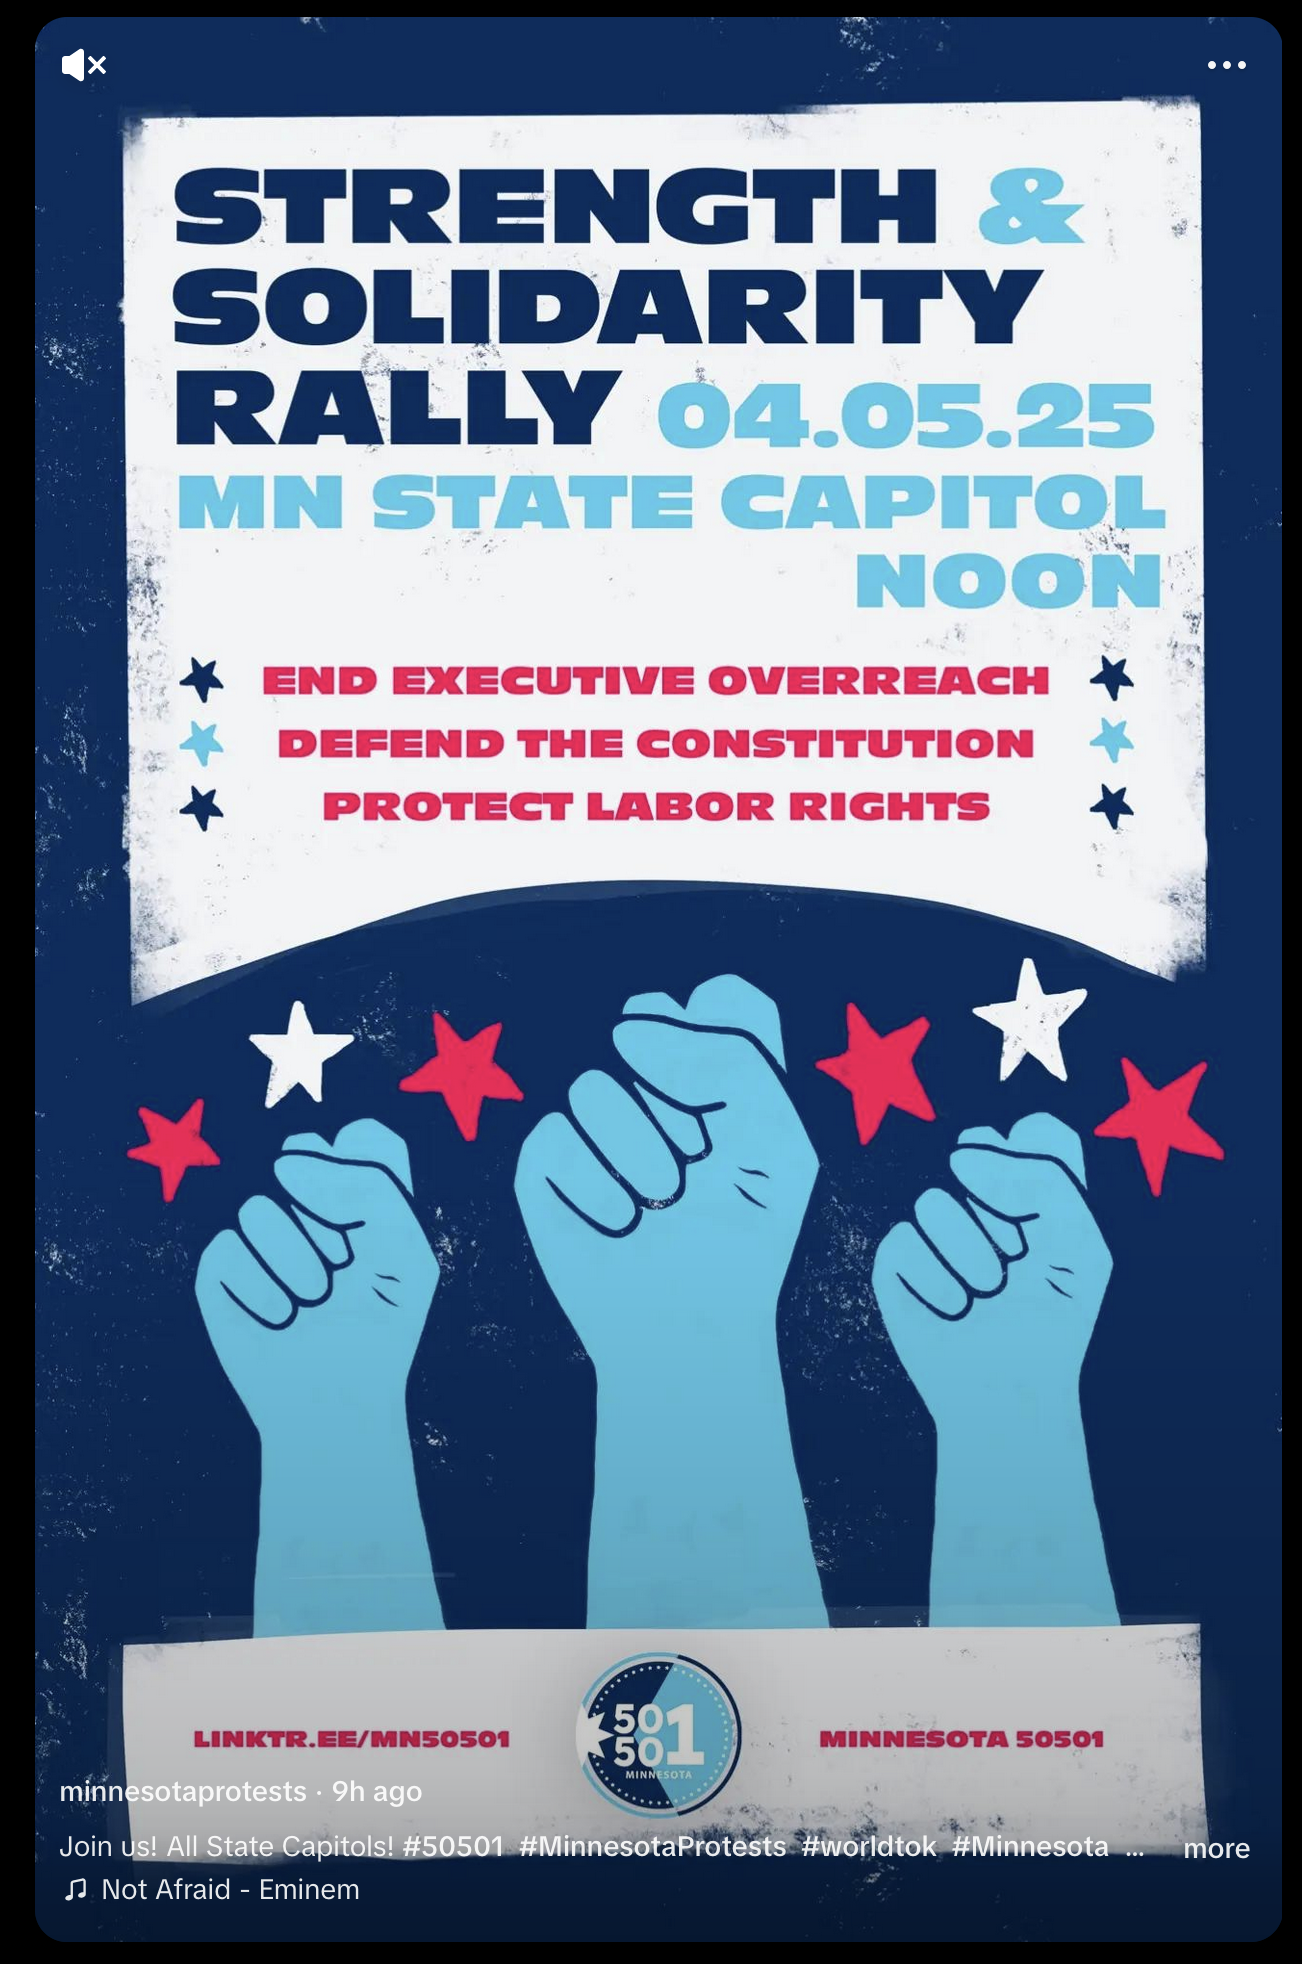 STRENGTH &
SOLIDARITY
RALLY 04.05.25
MN STATE CAPITOL
NOON
END EXECUTIVE OVERREACH
DEFEND THE CONSTITUTION
PROTECT LABOR RIGHTS
LINKTR.EE/MN50501
50
501
MINNESOTA
MINNESOTA 50501
minnesotaprotests · 9h ago
Join us! All State Capitols! #50501 #MinnesotaProtests #worldtok #Minnesota ... more
Not Afraid - Eminem